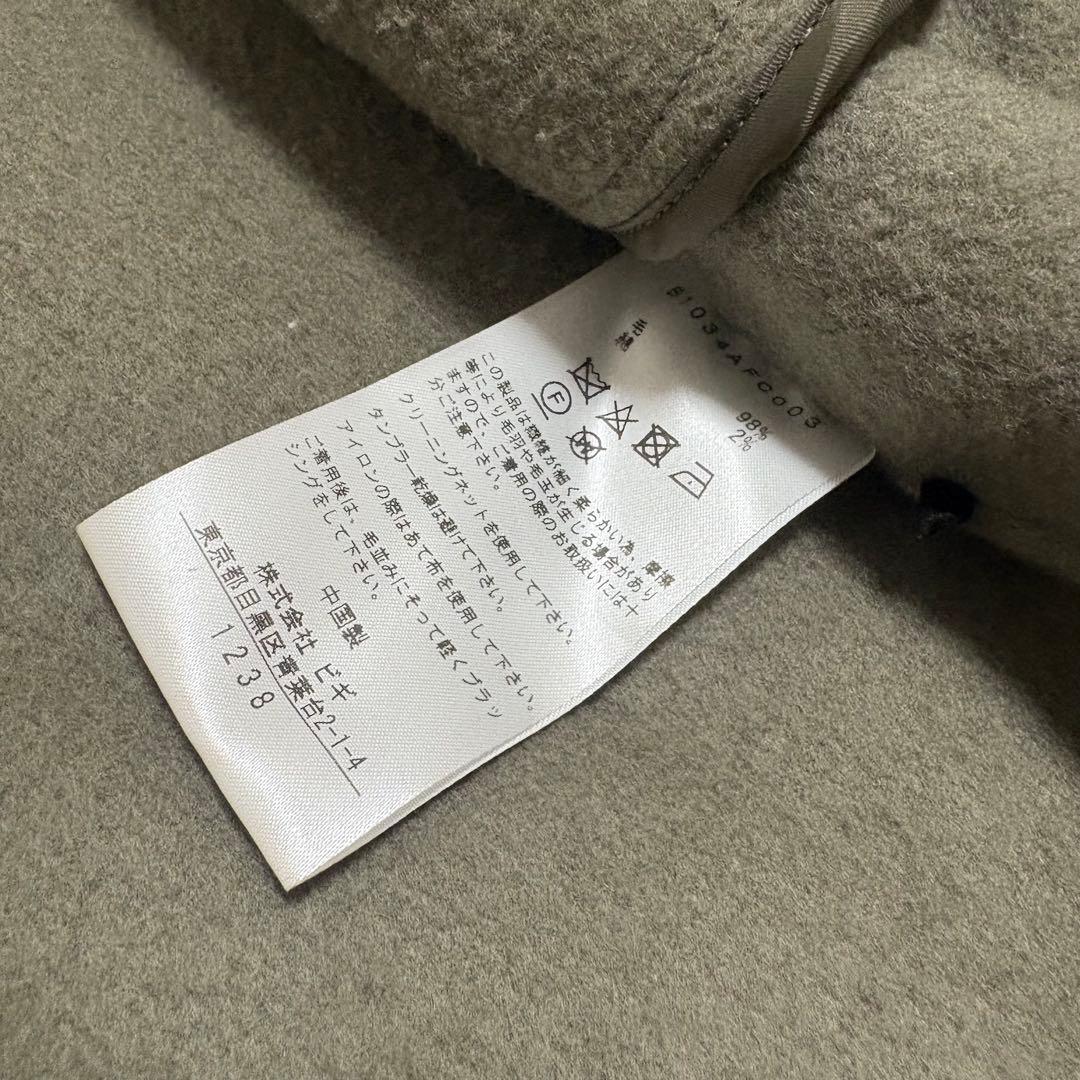 B1034AFC003
毛 98%
綿 2%
F
この製品は繊維が細く柔らかい為、摩擦
等により毛羽や毛玉が生じる場合があり
ますので、ご着用の際のお取扱いには十
分ご注意下さい。
クリーニングネットを使用して下さい。
タンブラー乾燥は避けて下さい。
アイロンの際はあて布を使用して下さい。
ご着用後は、毛並みにそって軽くブラッ
シングをして下さい。
中国製
株式会社 ビギ
東京都目黒区青葉台2-1-4
1238